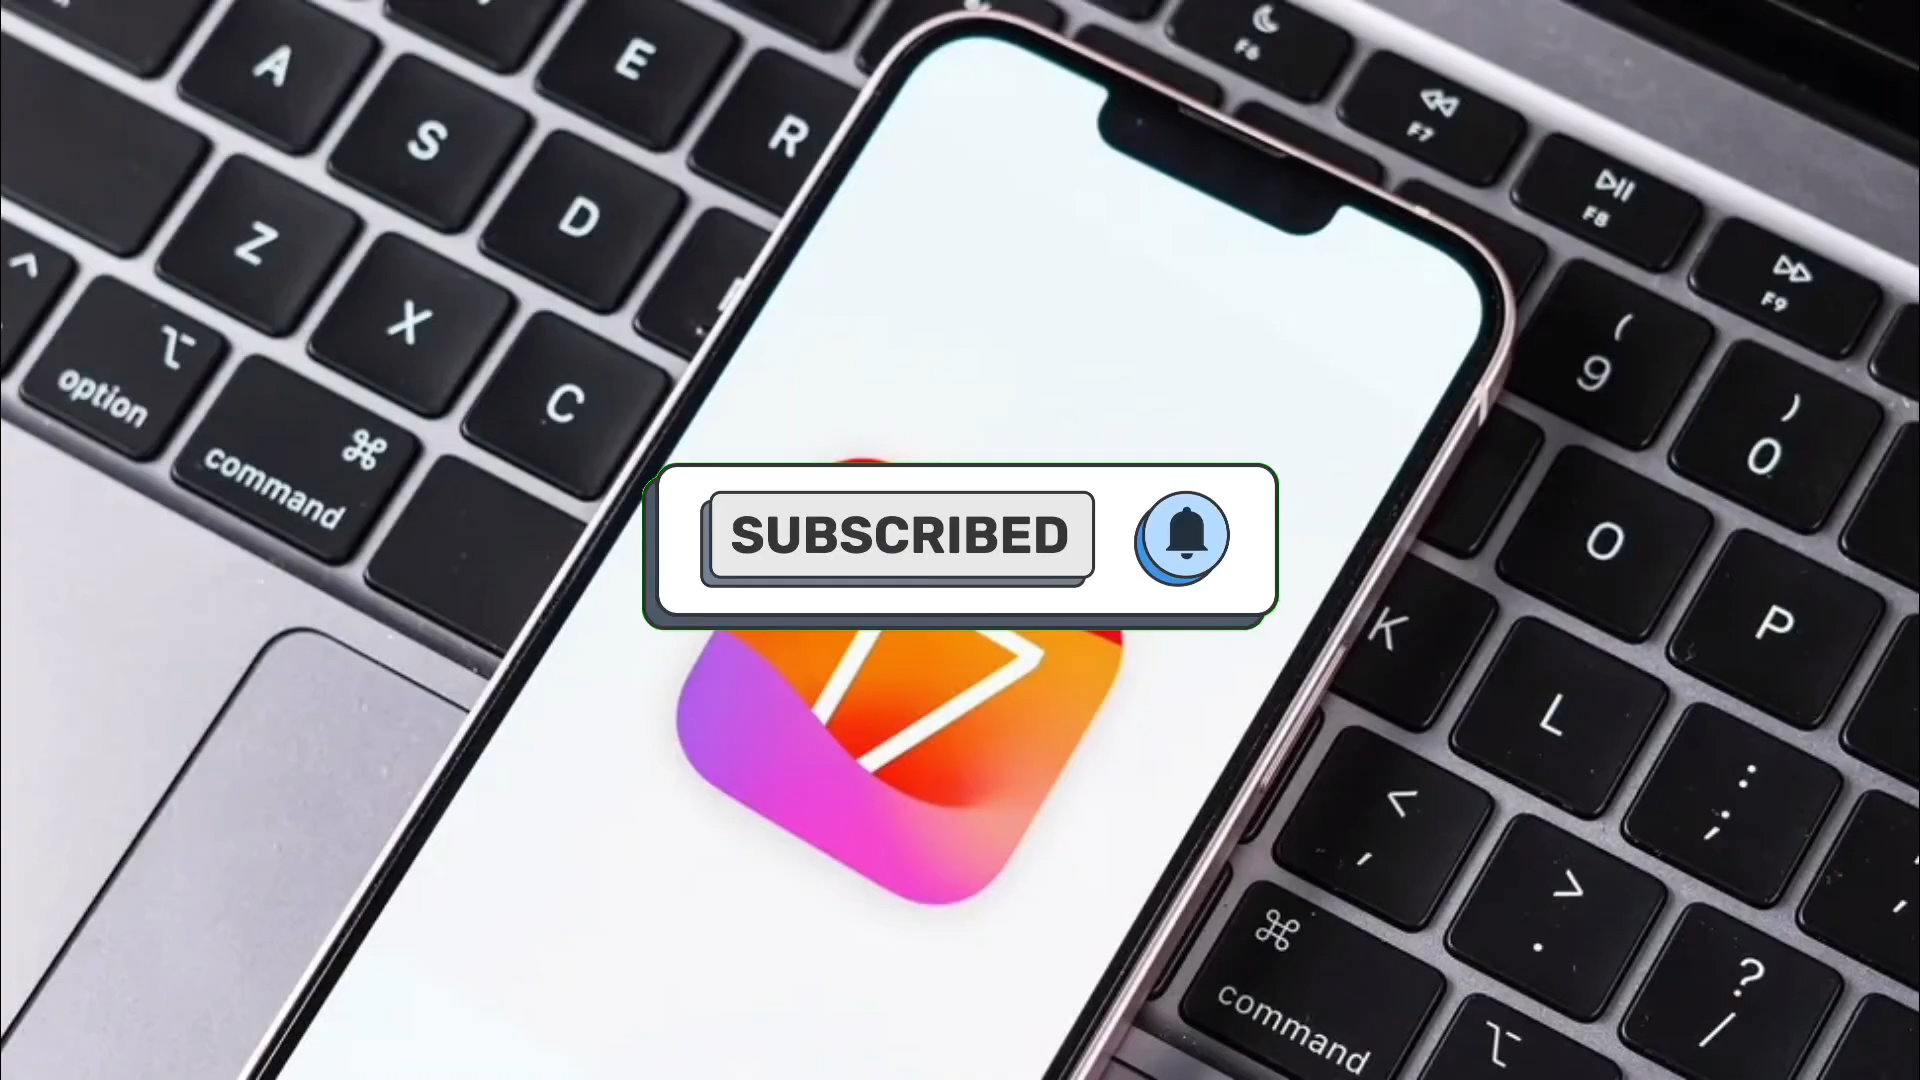 A
E
R
S
D
Z
X
C
option
command
F6
F7
F8
F9
(
9
)
0
SUBSCRIBED
O
P
K
L
:
;
<
,
>
.
?
/
command